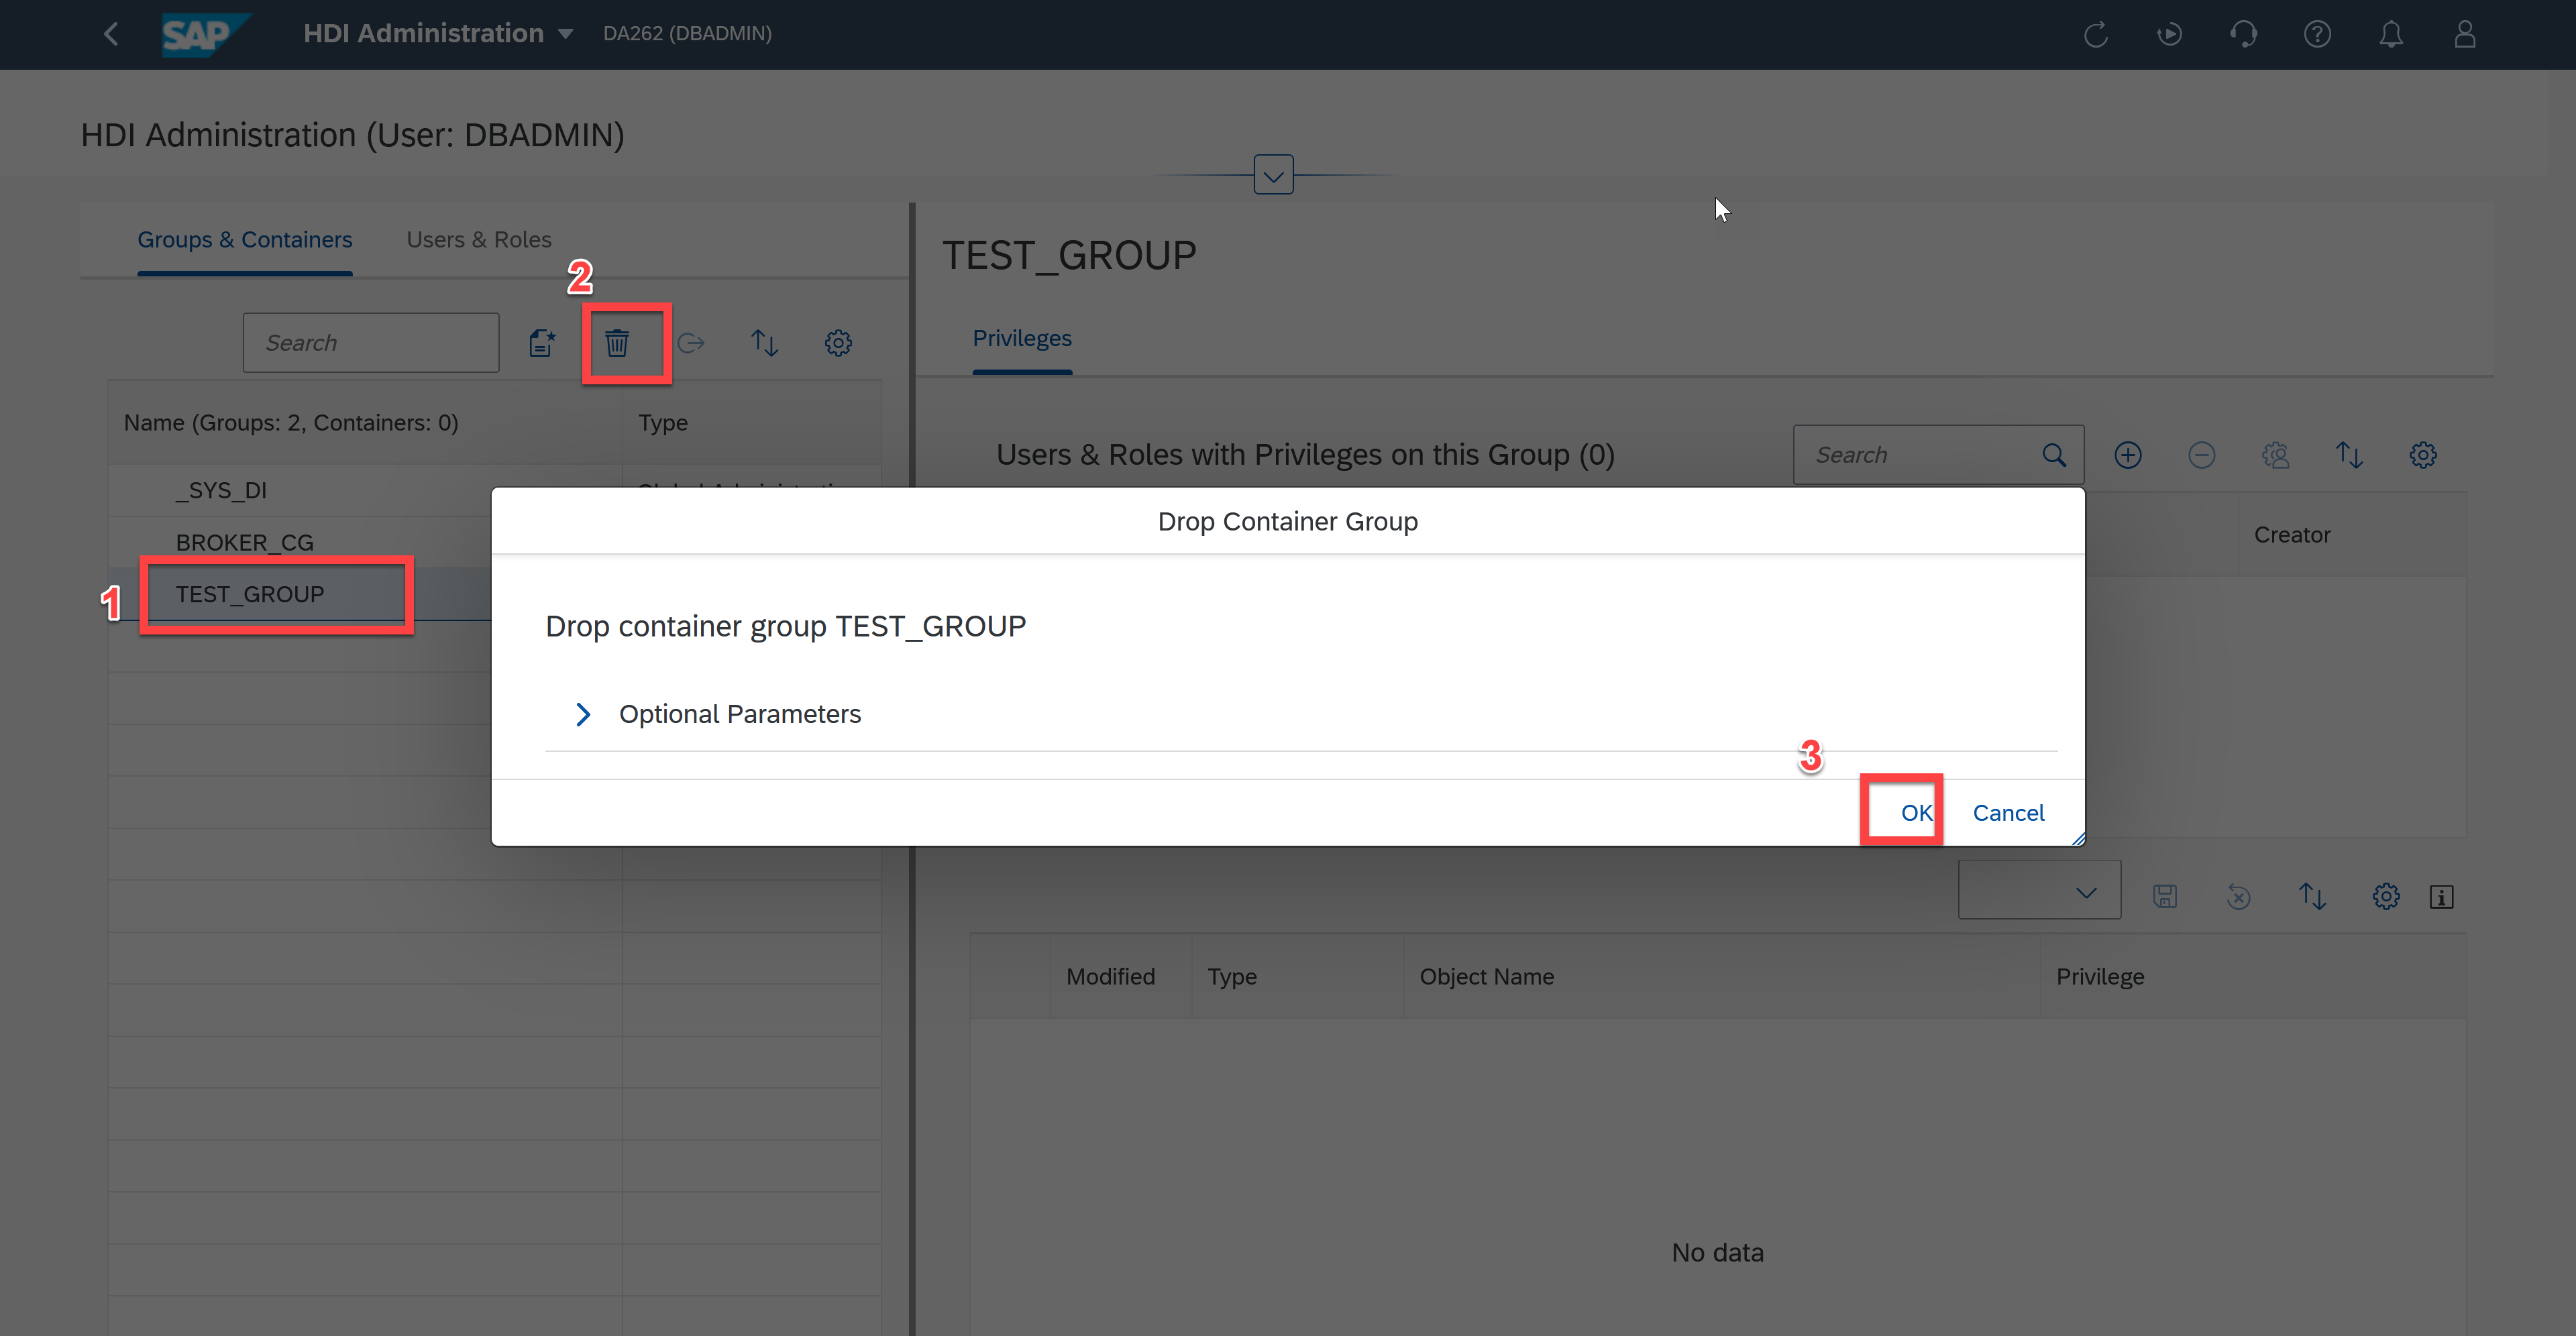 SAP HDI Administration DA262 (DBADMIN)
HDI Administration (User: DBADMIN)
Groups & Containers Users & Roles
2
Search
Name (Groups: 2, Containers: 0) Type
_SYS_DI
BROKER_CG
1 TEST_GROUP
TEST_GROUP
Privileges
Users & Roles with Privileges on this Group (0) Search
Creator
Drop Container Group
Drop container group TEST_GROUP
Optional Parameters
3
OK Cancel
Modified Type Object Name Privilege
No data